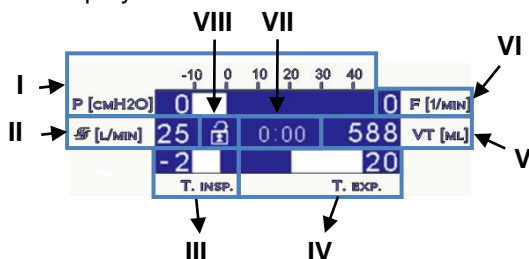 VIII VII
VI
I
-10 0 10 20 30 40
P [CMH2O] 0 0 F [1/MIN]
II [L/MIN] 25 0:00 588 VT [ML]
V
-2 20
T. INSP. T. EXP.
III IV